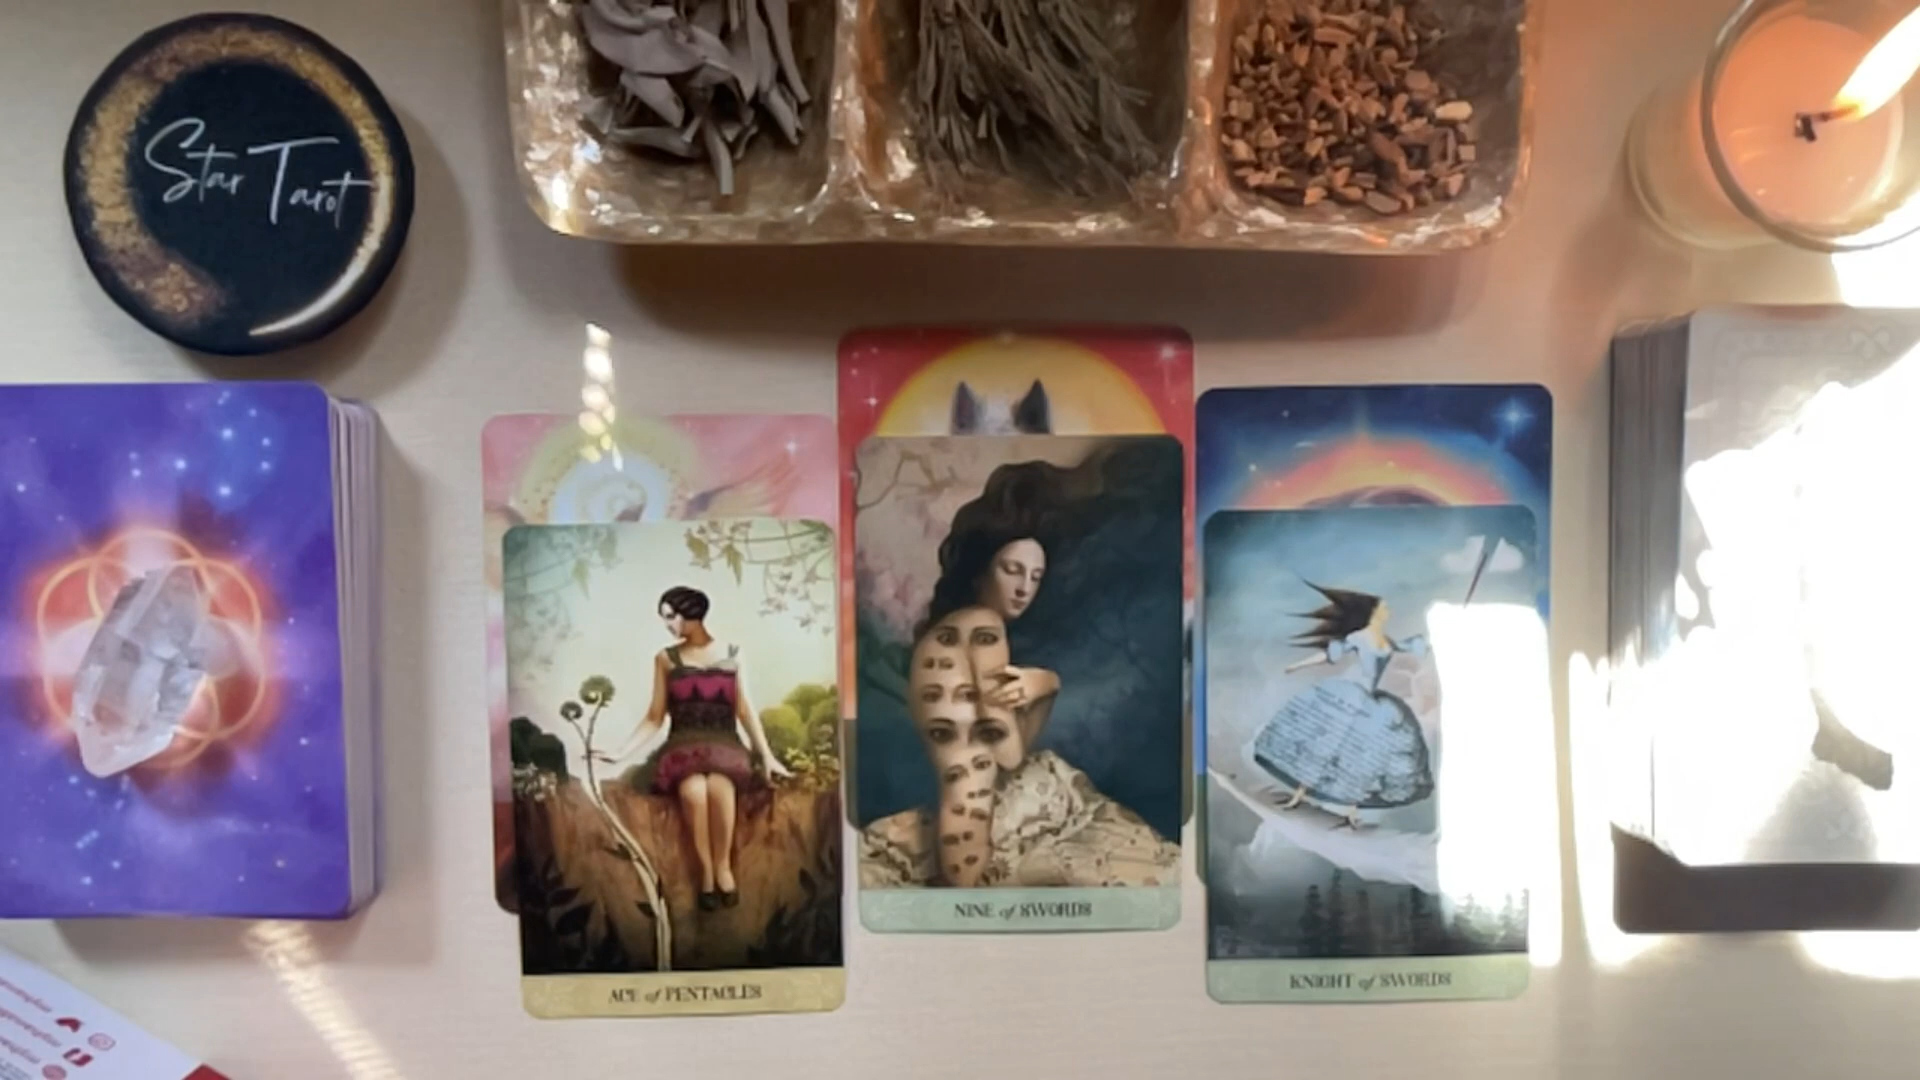 Star Tarot
ACE of PENTACLES
NINE of SWORDS
KNIGHT of SWORDS